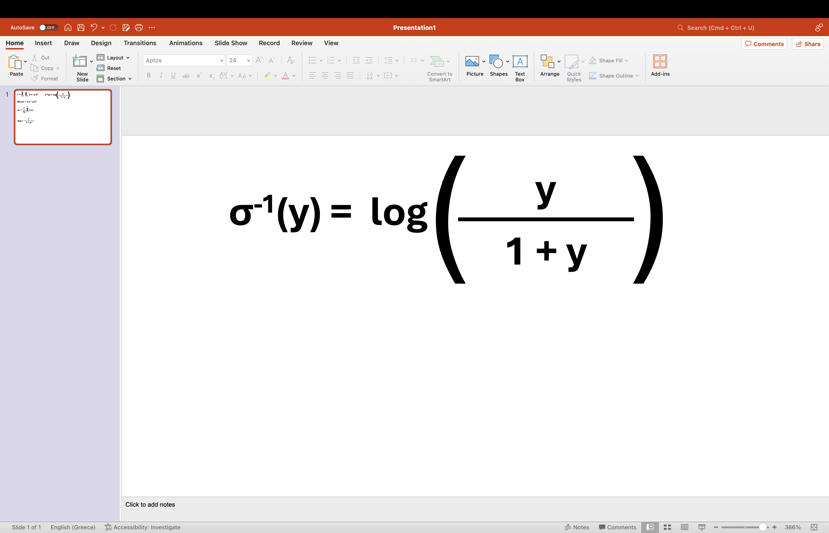 AutoSave OFF Presentation1 Search (Cmd + Ctrl + U)
Home Insert Draw Design Transitions Animations Slide Show Record Review View Comments Share
Paste Cut Copy Format New Slide Layout Reset Section Aptos 24 Convert to SmartArt Picture Shapes Text Box Arrange Quick Styles Shape Fill Shape Outline Add-ins
1
σ⁻¹(y) = log( y / 1 + y )
Click to add notes
Slide 1 of 1 English (Greece) Accessibility: Investigate Notes Comments 366%